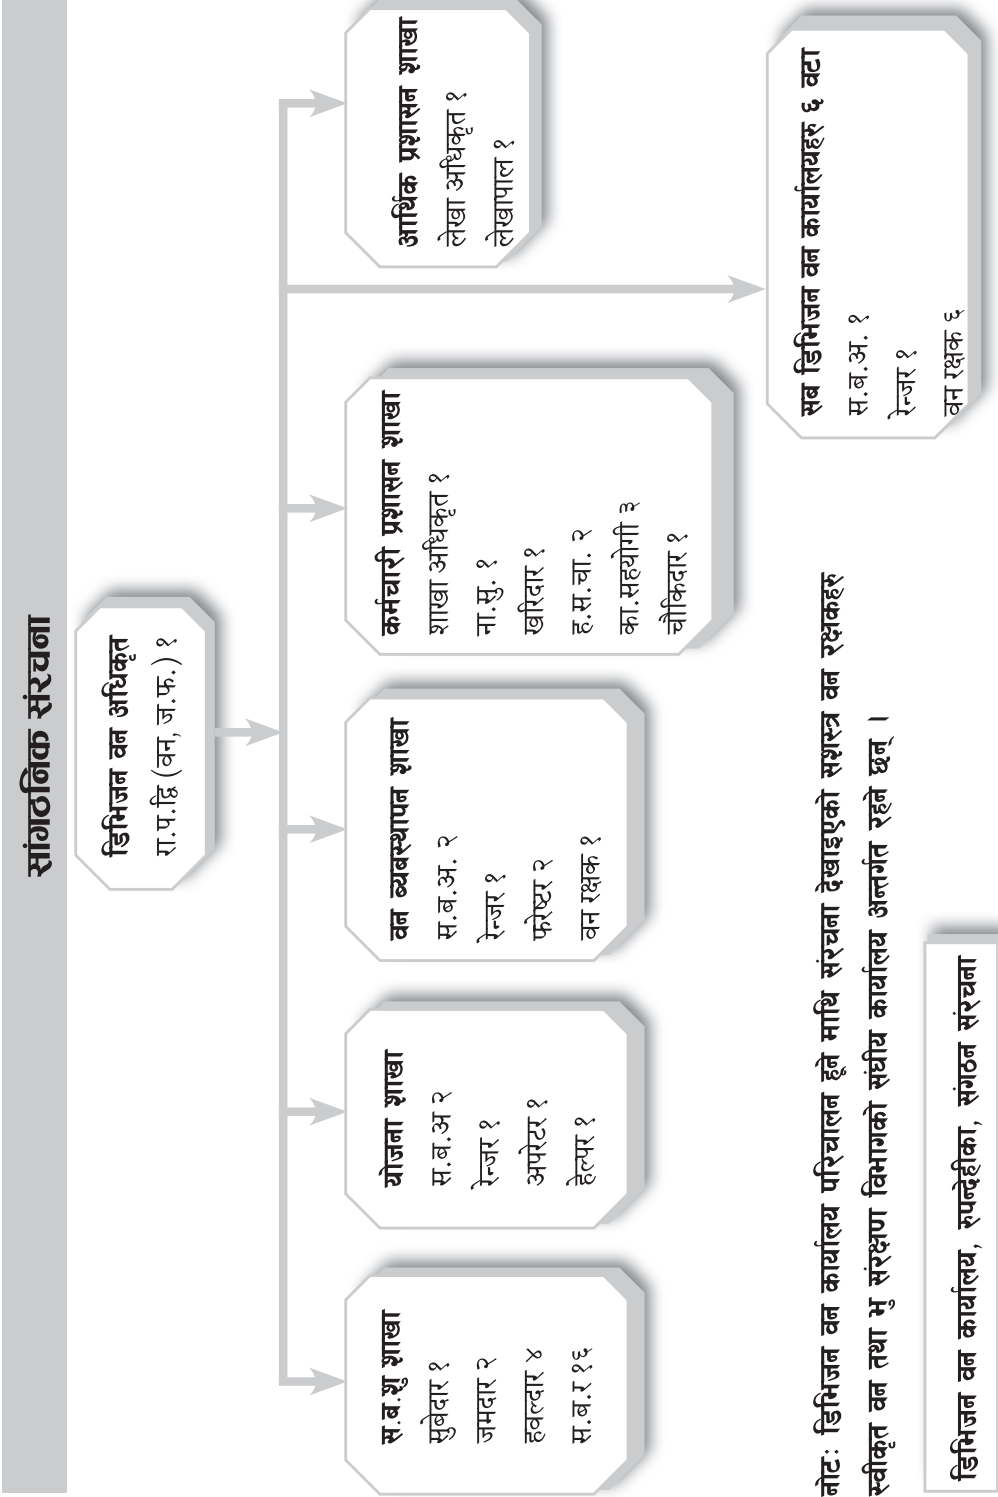 सांगठनिक संरचना
डिभिजन वन अधिकृत
रा.प.द्वि (वन, ज.फ.) १
स.ब.शु शाखा
सुबेदार १
जमदार २
हवल्दार ४
स.ब.र १६
योजना शाखा
स.ब.अ २
रेन्जर १
अपरेटर १
हेल्पर १
वन ब्यबस्थापन शाखा
स.ब.अ. २
रेन्जर १
फरेष्टर २
वन रक्षक १
कर्मचारी प्रशासन शाखा
शाखा अधिकृत १
ना.सु. १
खरिदार १
ह.स.चा. २
का.सहयोगी ३
चौकिदार १
आर्थिक प्रशासन शाखा
लेखा अधिकृत १
लेखापाल १
सब डिभिजन वन कार्यालयहरु ६ वटा
स.ब.अ. १
रेन्जर १
वन रक्षक ६
नोटः डिभिजन वन कार्यालय परिचालन हूने माथि संरचना देखाइएको सशस्त्र वन रक्षकहरु
स्वीकृत वन तथा भु संरक्षण विभागको संघीय कार्यालय अन्तर्गत रहने छन् ।
डिभिजन वन कार्यालय, रुपन्देहीका, संगठन संरचना